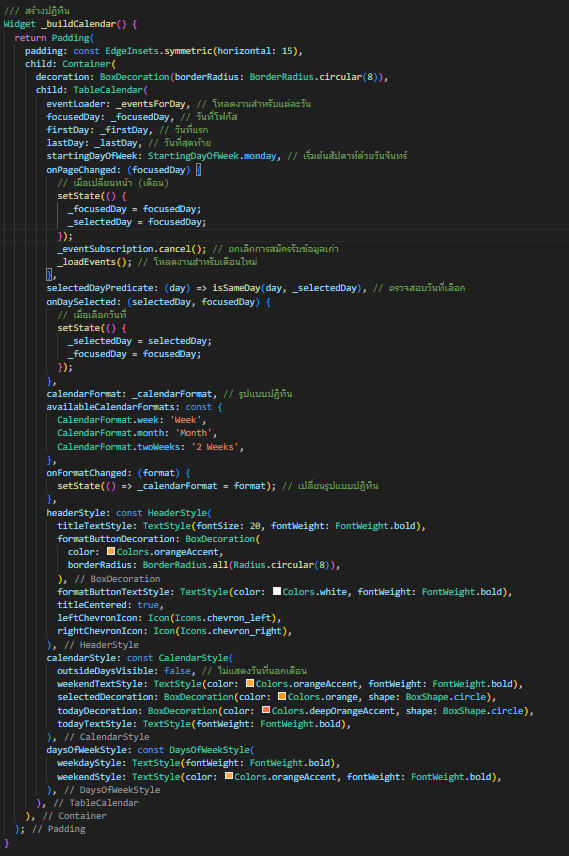 /// สร้างปฏิทิน
Widget _buildCalendar() {
  return Padding(
    padding: const EdgeInsets.symmetric(horizontal: 15),
    child: Container(
      decoration: BoxDecoration(borderRadius: BorderRadius.circular(8)),
      child: TableCalendar(
        eventLoader: _eventsForDay, // โหลดงานสำหรับแต่ละวัน
        focusedDay: _focusedDay, // วันที่โฟกัส
        firstDay: _firstDay, // วันที่แรก
        lastDay: _lastDay, // วันที่สุดท้าย
        startingDayOfWeek: StartingDayOfWeek.monday, // เริ่มต้นสัปดาห์ด้วยวันจันทร์
        onPageChanged: (focusedDay) {
          // เมื่อเปลี่ยนหน้า (เดือน)
          setState(() {
            _focusedDay = focusedDay;
            _selectedDay = focusedDay;
          });
          _eventSubscription.cancel(); // ยกเลิกการสมัครรับข้อมูลเก่า
          _loadEvents(); // โหลดงานสำหรับเดือนใหม่
        },
        selectedDayPredicate: (day) => isSameDay(day, _selectedDay), // ตรวจสอบวันที่เลือก
        onDaySelected: (selectedDay, focusedDay) {
          // เมื่อเลือกวันที่
          setState(() {
            _selectedDay = selectedDay;
            _focusedDay = focusedDay;
          });
        },
        calendarFormat: _calendarFormat, // รูปแบบปฏิทิน
        availableCalendarFormats: const {
          CalendarFormat.week: 'Week',
          CalendarFormat.month: 'Month',
          CalendarFormat.twoWeeks: '2 Weeks',
        },
        onFormatChanged: (format) {
          setState(() => _calendarFormat = format); // เปลี่ยนรูปแบบปฏิทิน
        },
        headerStyle: const HeaderStyle(
          titleTextStyle: TextStyle(fontSize: 20, fontWeight: FontWeight.bold),
          formatButtonDecoration: BoxDecoration(
            color: Colors.orangeAccent,
            borderRadius: BorderRadius.all(Radius.circular(8)),
          ), // BoxDecoration
          formatButtonTextStyle: TextStyle(color: Colors.white, fontWeight: FontWeight.bold),
          titleCentered: true,
          leftChevronIcon: Icon(Icons.chevron_left),
          rightChevronIcon: Icon(Icons.chevron_right),
        ), // HeaderStyle
        calendarStyle: const CalendarStyle(
          outsideDaysVisible: false, // ไม่แสดงวันที่นอกเดือน
          weekendTextStyle: TextStyle(color: Colors.orangeAccent, fontWeight: FontWeight.bold),
          selectedDecoration: BoxDecoration(color: Colors.orange, shape: BoxShape.circle),
          todayDecoration: BoxDecoration(color: Colors.deepOrangeAccent, shape: BoxShape.circle),
          todayTextStyle: TextStyle(fontWeight: FontWeight.bold),
        ), // CalendarStyle
        daysOfWeekStyle: const DaysOfWeekStyle(
          weekdayStyle: TextStyle(fontWeight: FontWeight.bold),
          weekendStyle: TextStyle(color: Colors.orangeAccent, fontWeight: FontWeight.bold),
        ), // DaysOfWeekStyle
      ), // TableCalendar
    ), // Container
  ); // Padding
}